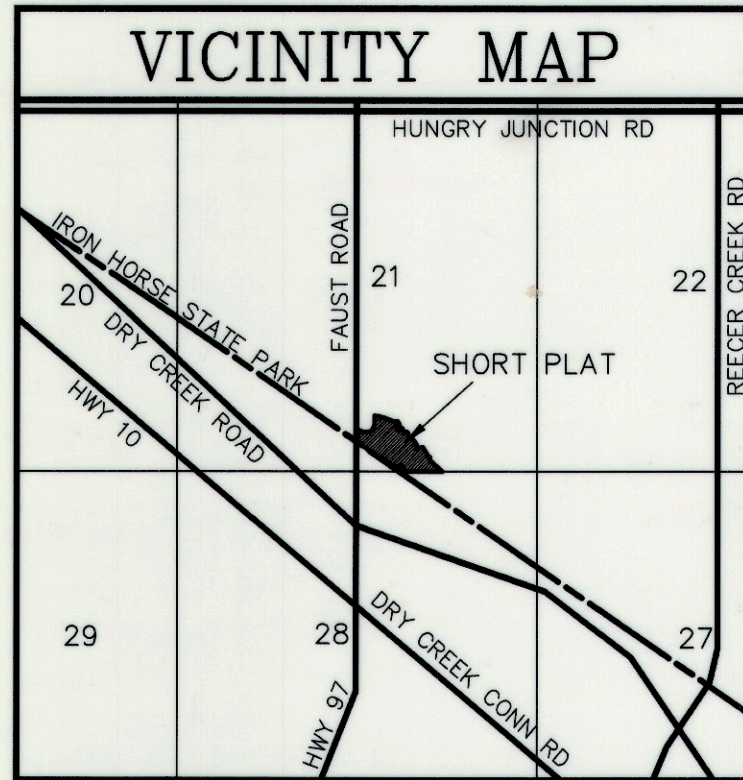 VICINITY MAP
HUNGRY JUNCTION RD
IRON HORSE STATE PARK
FAUST ROAD
21
22
REECER CREEK RD
20
DRY CREEK ROAD
SHORT PLAT
HWY 10
29
28
DRY CREEK CONN RD
27
HWY 97